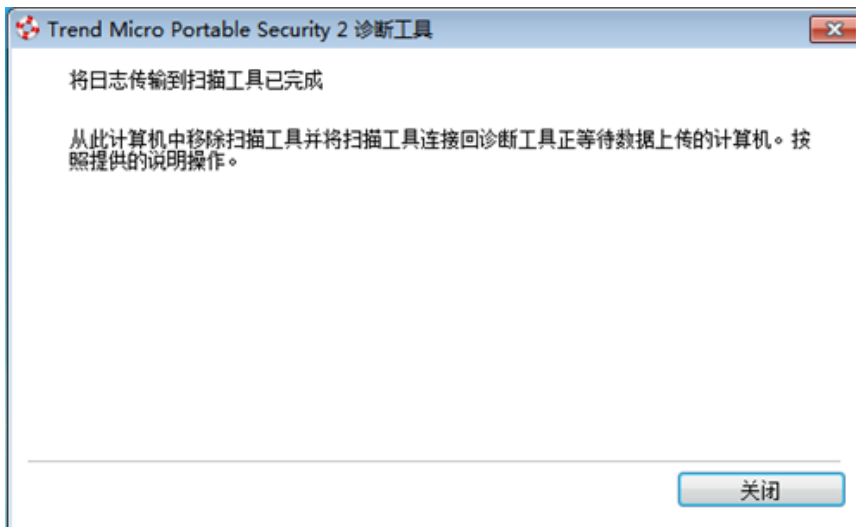 Trend Micro Portable Security 2 诊断工具
将日志传输到扫描工具已完成
从此计算机中移除扫描工具并将扫描工具连接回诊断工具正等待数据上传的计算机。按
照提供的说明操作。
关闭